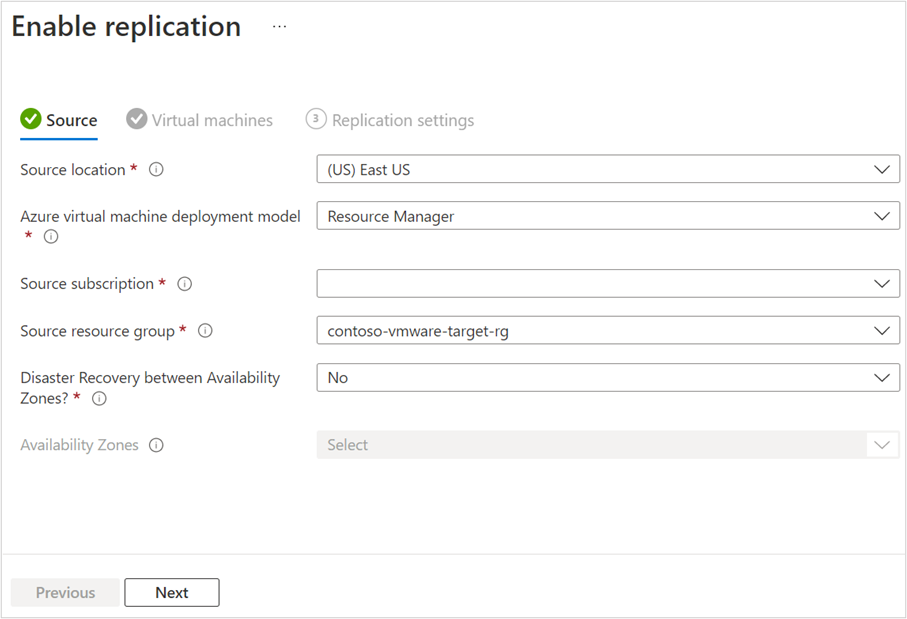 Enable replication ...
Source Virtual machines 3 Replication settings
Source location * (US) East US
Azure virtual machine deployment model Resource Manager
*
Source subscription *
Source resource group * contoso-vmware-target-rg
Disaster Recovery between Availability No
Zones? *
Availability Zones Select
Previous Next